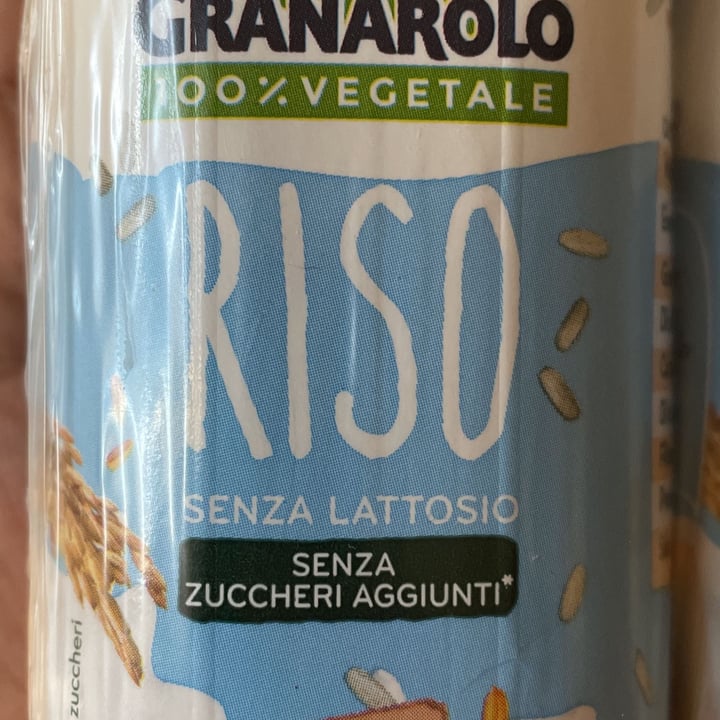 GRANAROLO
100% VEGETALE
RISO
SENZA LATTOSIO
SENZA
ZUCCHERI AGGIUNTI*
zuccheri